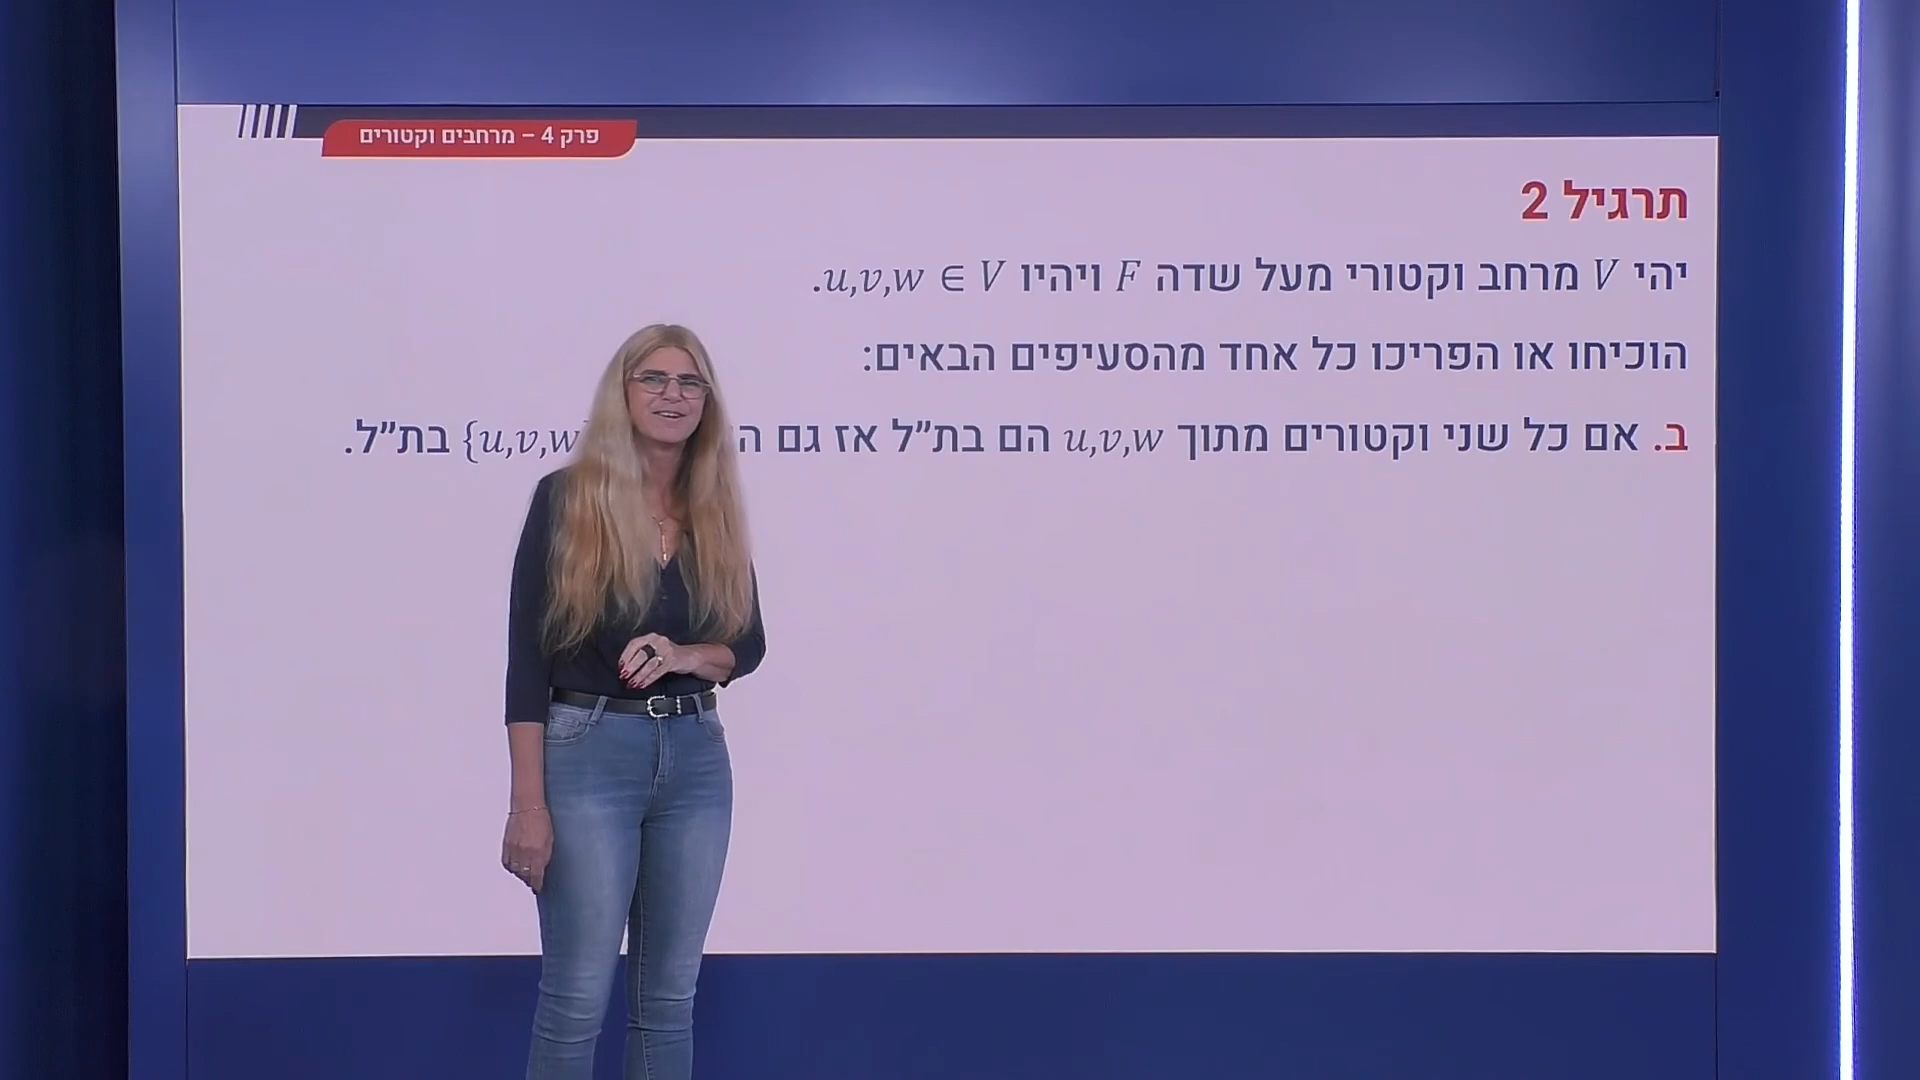 פרק 4 – מרחבים וקטורים
תרגיל 2
יהי V מרחב וקטורי מעל שדה F ויהיו u,v,w ∈ V.
הוכיחו או הפריכו כל אחד מהסעיפים הבאים:
ב. אם כל שני וקטורים מתוך u,v,w הם בת״ל אז גם {u,v,w בת״ל.